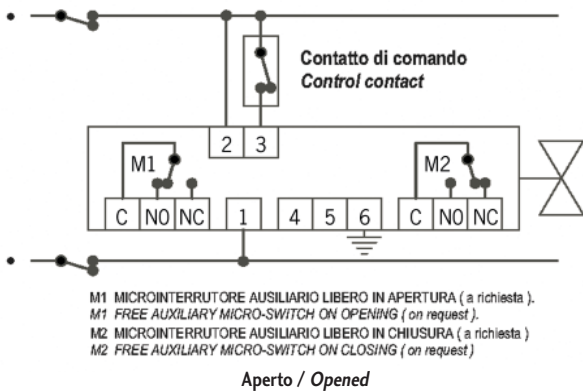 Contatto di comando
Control contact
2 3
M1
M2
C NO NC 1 4 5 6 C NO NC
M1 MICROINTERRUTORE AUSILIARIO LIBERO IN APERTURA ( a richiesta ).
M1 FREE AUXILIARY MICRO-SWITCH ON OPENING ( on request ).
M2 MICROINTERRUTORE AUSILIARIO LIBERO IN CHIUSURA ( a richiesta )
M2 FREE AUXILIARY MICRO-SWITCH ON CLOSING ( on request )
Aperto / Opened